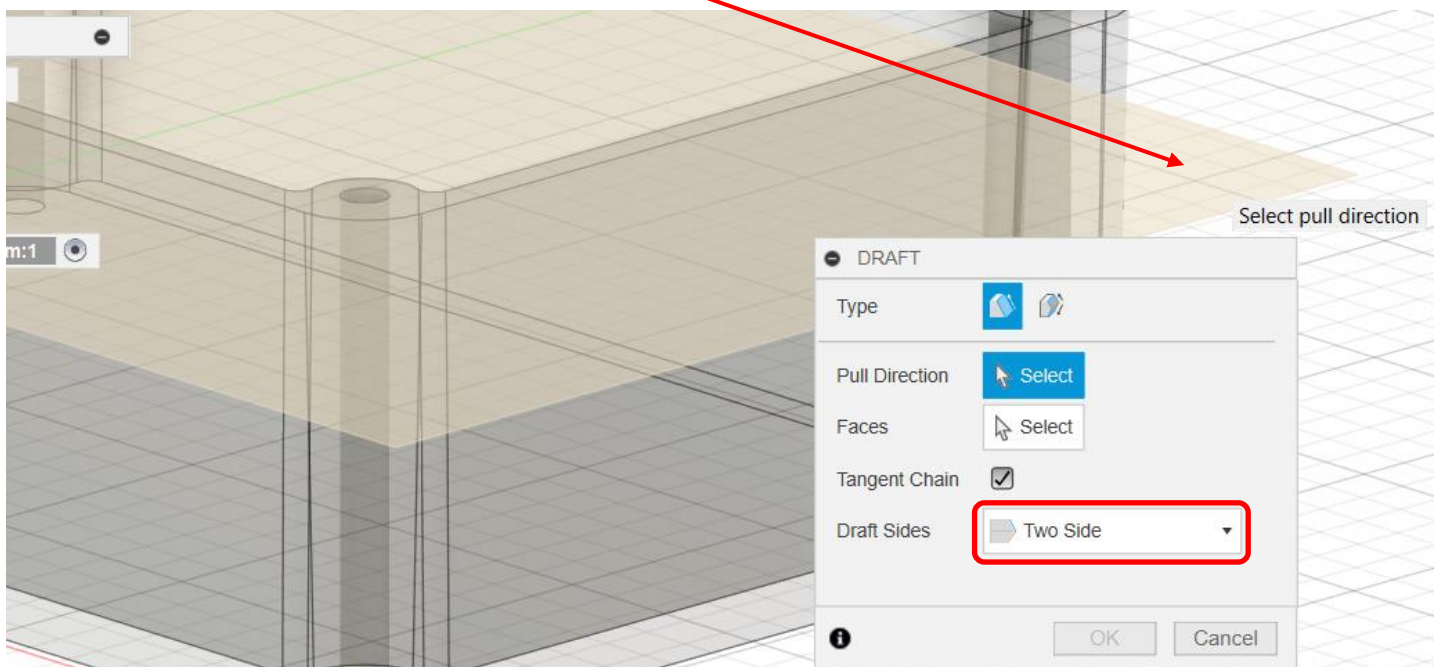 m:1
Select pull direction
DRAFT
Type
Pull Direction Select
Faces Select
Tangent Chain
Draft Sides Two Side
OK Cancel